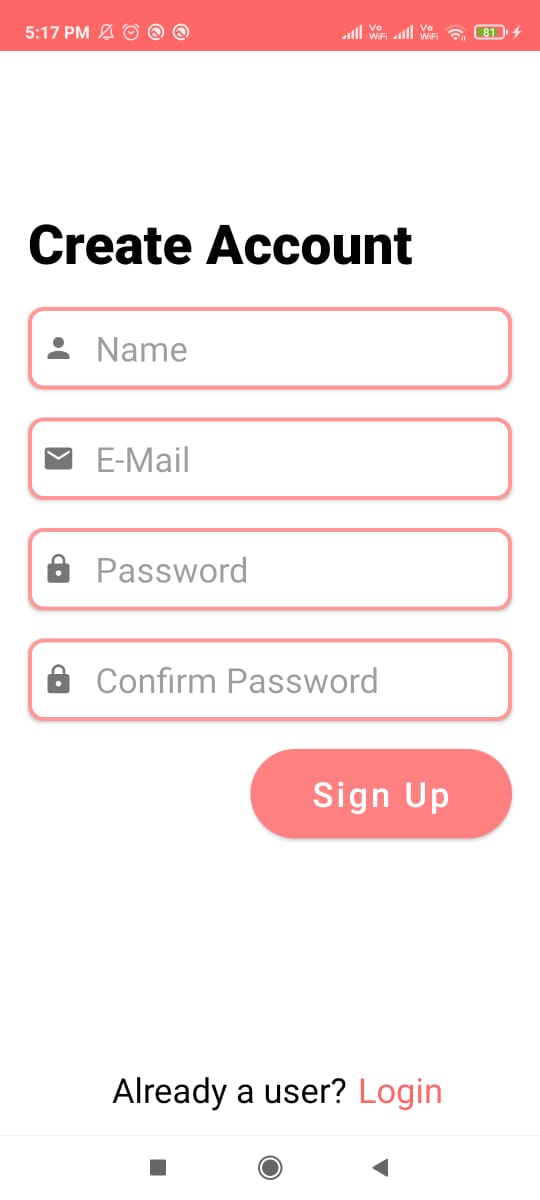 5:17 PM Vo WiFi Vo WiFi 81
Create Account
Name
E-Mail
Password
Confirm Password
Sign Up
Already a user? Login